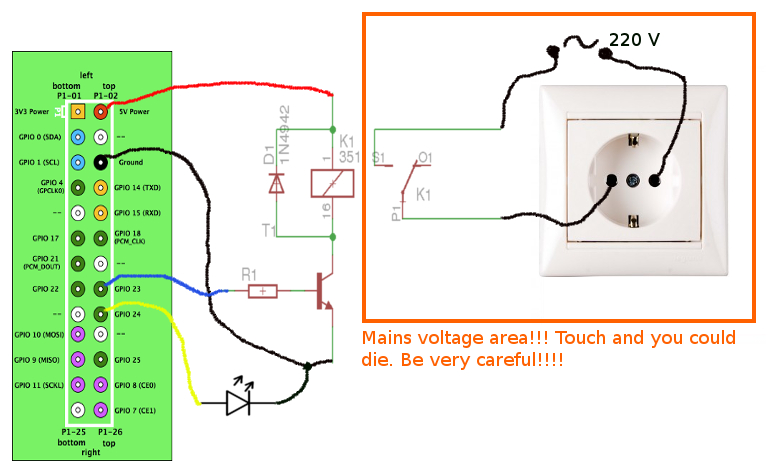 left
bottom top
P1-01 P1-02
3V3 Power 5V Power
GPIO 0 (SDA) --
GPIO 1 (SCL) Ground
GPIO 4
(GPCLK0)
GPIO 14 (TXD)
-- GPIO 15 (RXD)
GPIO 17
GPIO 18
(PCM_CLK)
GPIO 21
(PCM_DOUT)
--
GPIO 22 GPIO 23
-- GPIO 24
GPIO 10 (MOSI) --
GPIO 9 (MISO) GPIO 25
GPIO 11 (SCKL) GPIO 8 (CE0)
GPIO 7 (CE1)
P1-25 P1-26
bottom top
right
D1
1N4942
K1
351
1
16
T1
R1
220 V
S1
O1
K1
P1
Mains voltage area!!! Touch and you could
die. Be very careful!!!!